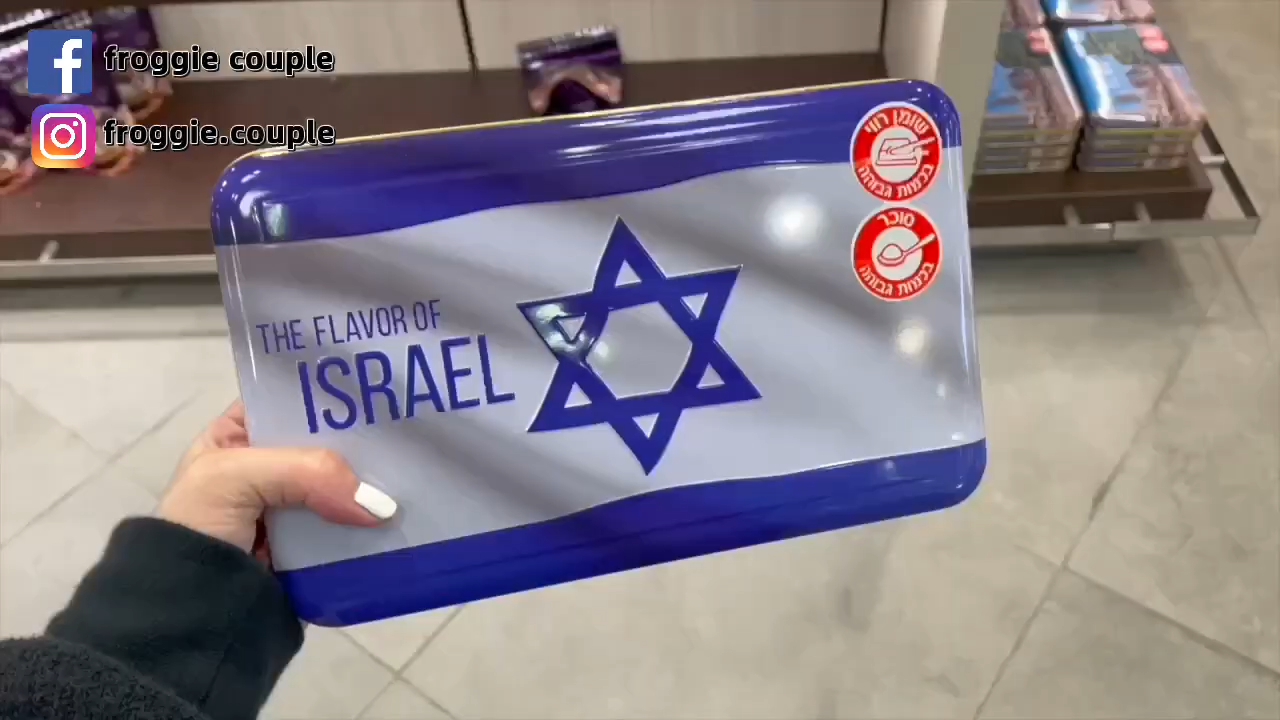 froggie couple
froggie.couple
THE FLAVOR OF
ISRAEL
שומן רווי
בכמות גבוהה
סוכר
בכמות גבוהה